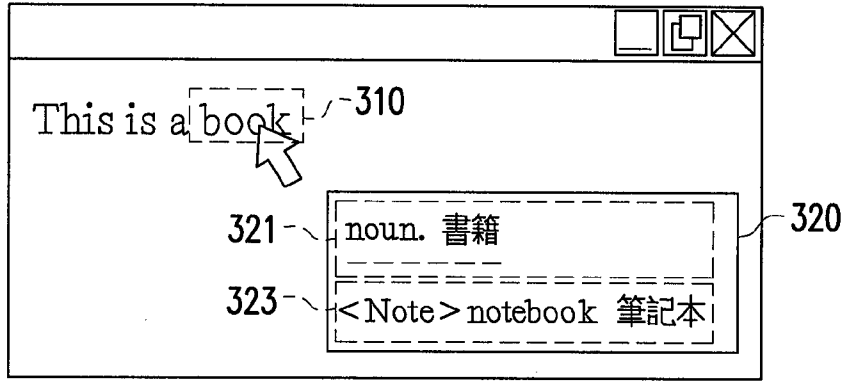 This is a book
310
320
321
noun. 書籍
323
<Note> notebook 筆記本